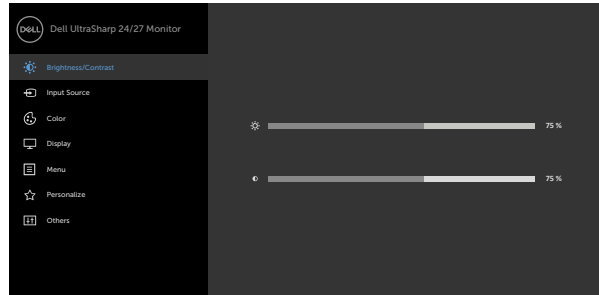 DELL Dell UltraSharp 24/27 Monitor
Brightness/Contrast
Input Source
Color
Display
Menu
Personalize
Others
75 %
75 %